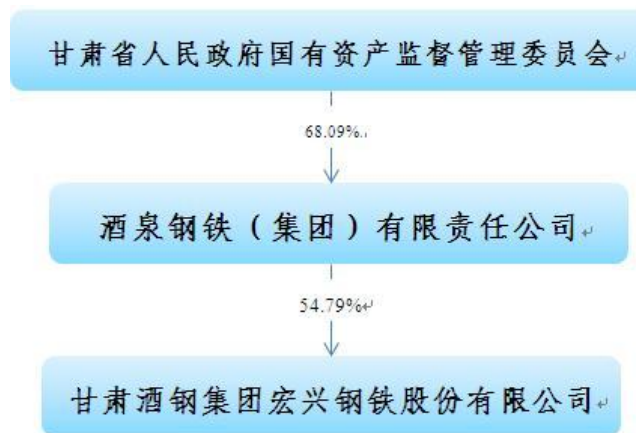 甘肃省人民政府国有资产监督管理委员会
68.09%
酒泉钢铁（集团）有限责任公司
54.79%
甘肃酒钢集团宏兴钢铁股份有限公司